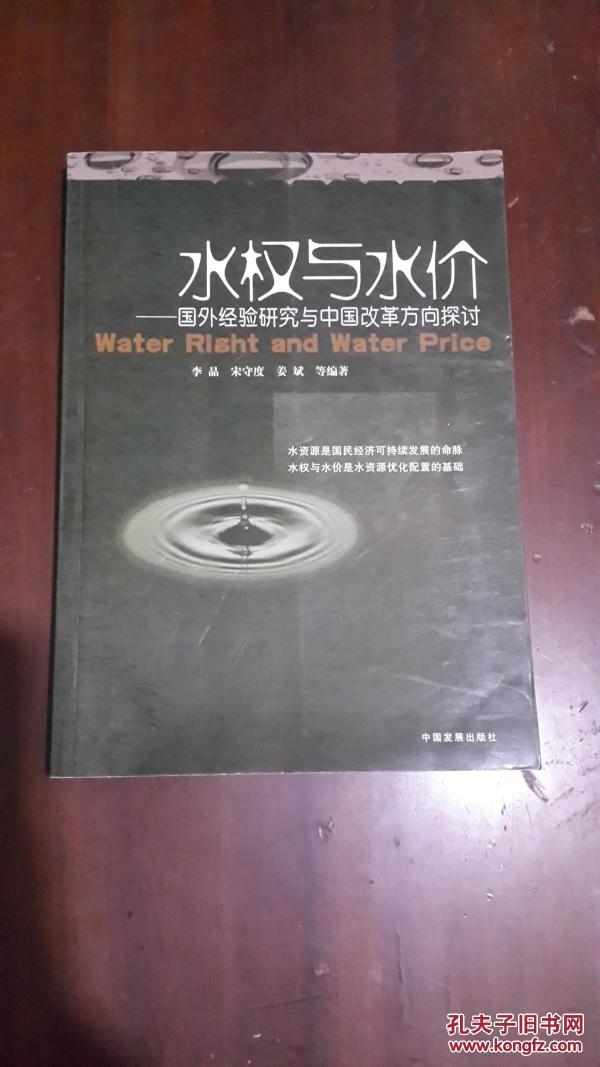 水权与水价
——国外经验研究与中国改革方向探讨
Water Right and Water Price
李 晶 宋守度 姜 斌 等编著
水资源是国民经济可持续发展的命脉
水权与水价是水资源优化配置的基础
中国发展出版社
孔夫子旧书网
www.kongfz.com